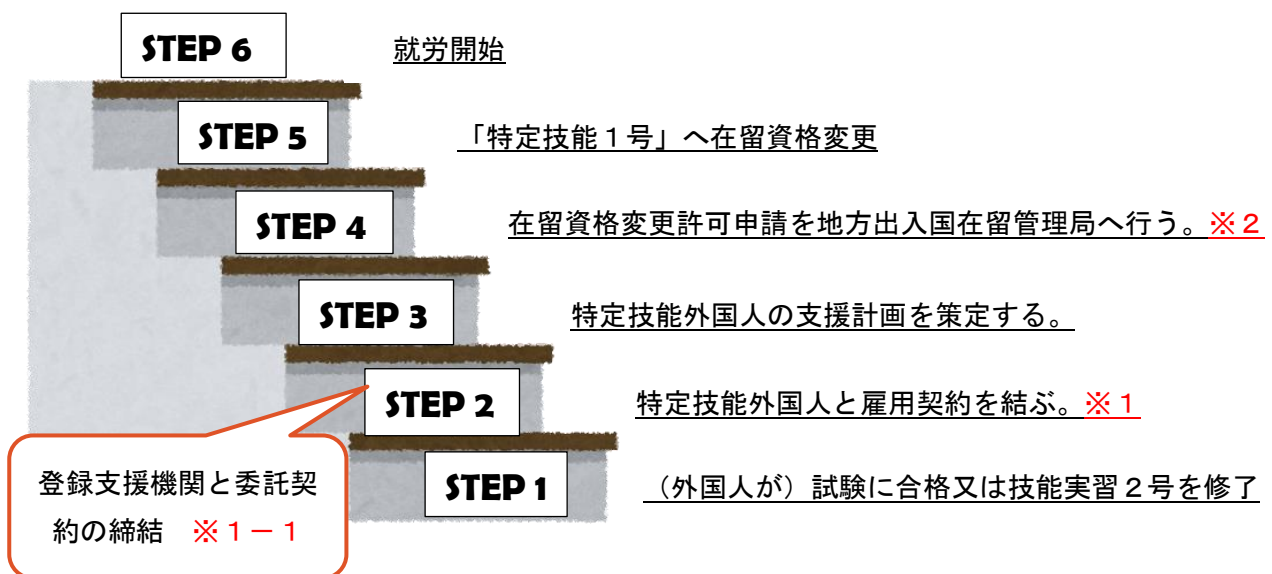 STEP 6 就労開始
STEP 5 「特定技能１号」へ在留資格変更
STEP 4 在留資格変更許可申請を地方出入国在留管理局へ行う。※２
STEP 3 特定技能外国人の支援計画を策定する。
STEP 2 特定技能外国人と雇用契約を結ぶ。※１
登録支援機関と委託契
約の締結　※１－１
STEP 1 （外国人が）試験に合格又は技能実習２号を修了